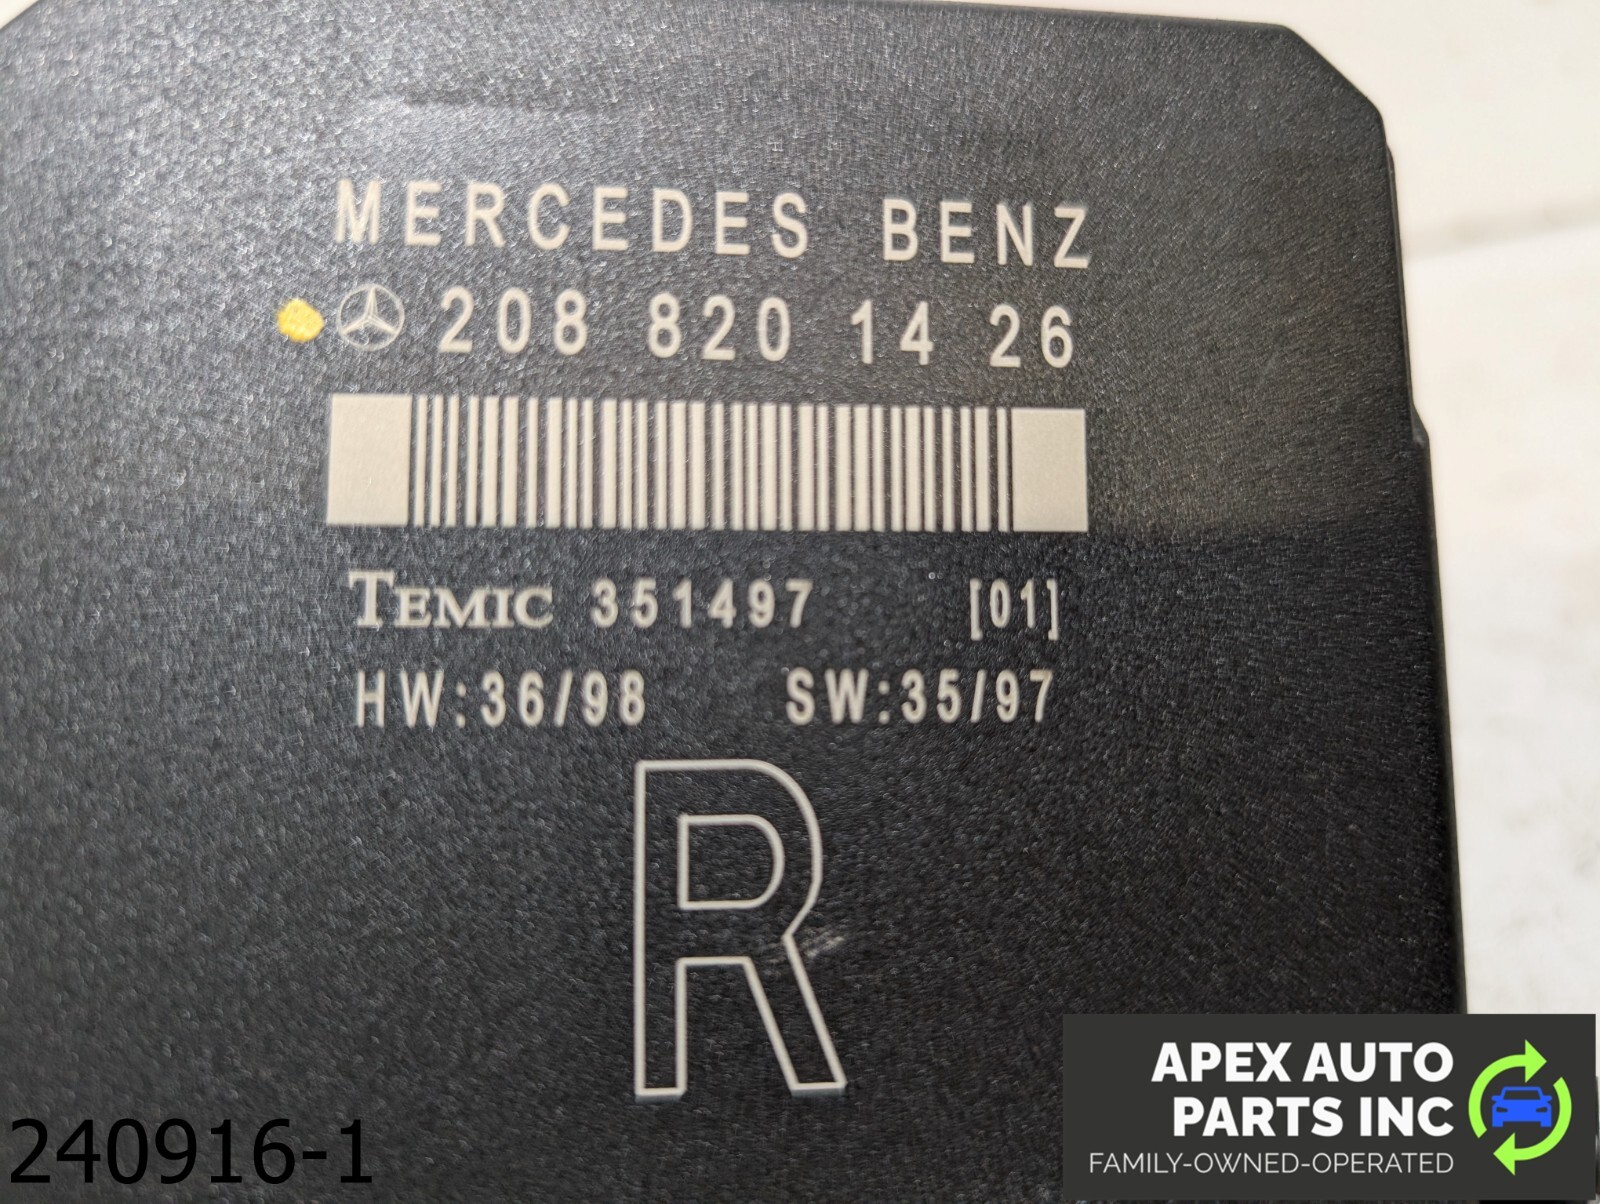 MERCEDES BENZ
208 820 14 26
TEMIC 351497 [01]
HW:36/98 SW:35/97
R
240916-1
APEX AUTO
PARTS INC
FAMILY-OWNED-OPERATED